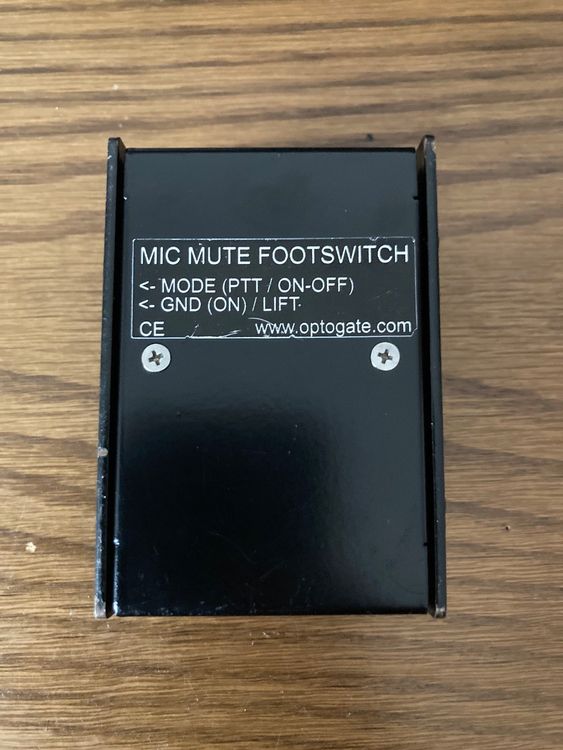 MIC MUTE FOOTSWITCH
<- MODE (PTT / ON-OFF)
<- GND (ON) / LIFT
CE www.optogate.com